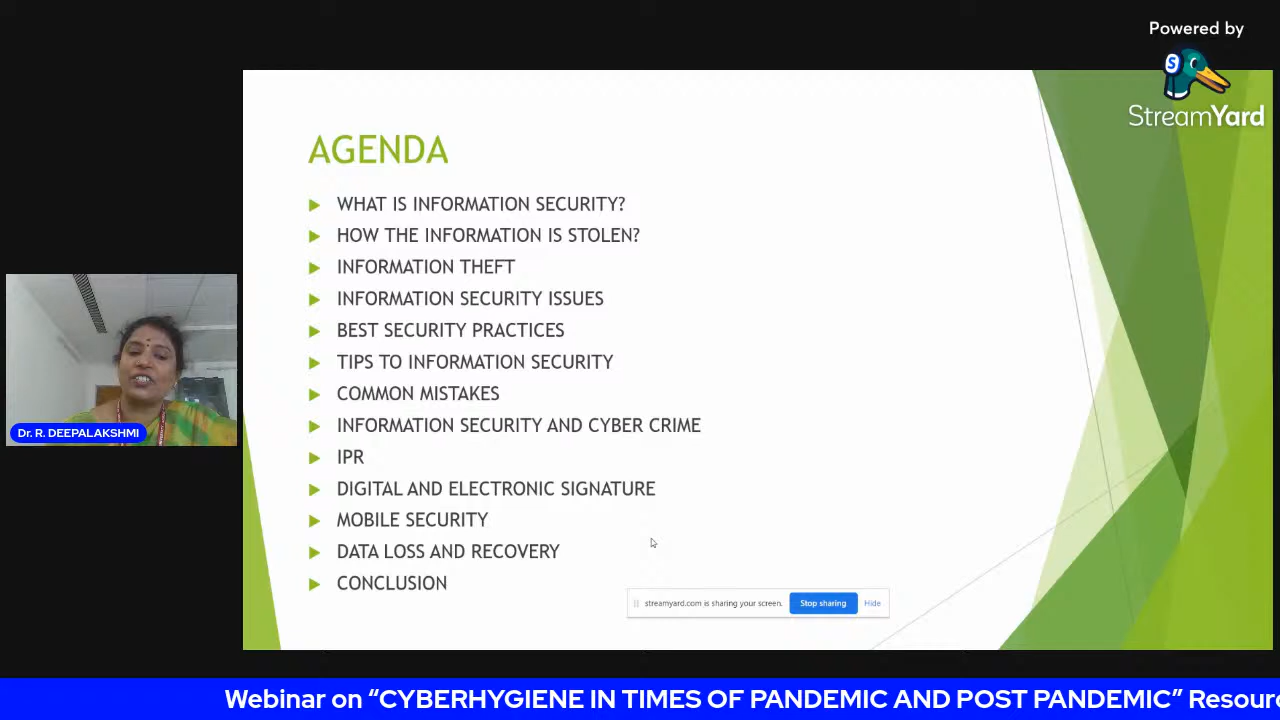 Powered by
StreamYard
AGENDA
WHAT IS INFORMATION SECURITY?
HOW THE INFORMATION IS STOLEN?
INFORMATION THEFT
INFORMATION SECURITY ISSUES
BEST SECURITY PRACTICES
TIPS TO INFORMATION SECURITY
COMMON MISTAKES
INFORMATION SECURITY AND CYBER CRIME
IPR
DIGITAL AND ELECTRONIC SIGNATURE
MOBILE SECURITY
DATA LOSS AND RECOVERY
CONCLUSION
streamyard.com is sharing your screen. Stop sharing Hide
Dr. R. DEEPALAKSHMI
Webinar on “CYBERHYGIENE IN TIMES OF PANDEMIC AND POST PANDEMIC” Resour